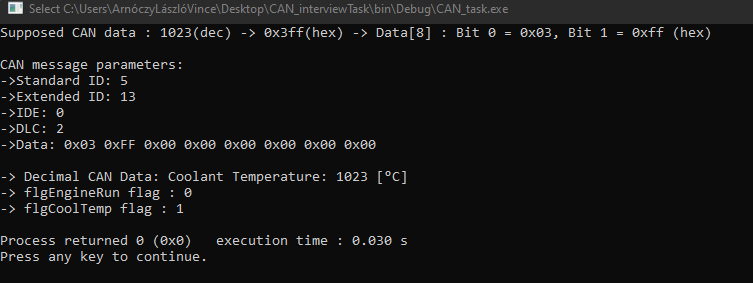 Select C:\Users\ArnóczyLászlóVince\Desktop\CAN_interviewTask\bin\Debug\CAN_task.exe
Supposed CAN data : 1023(dec) -> 0x3ff(hex) -> Data[8] : Bit 0 = 0x03, Bit 1 = 0xff (hex)
CAN message parameters:
->Standard ID: 5
->Extended ID: 13
->IDE: 0
->DLC: 2
->Data: 0x03 0xFF 0x00 0x00 0x00 0x00 0x00 0x00
-> Decimal CAN Data: Coolant Temperature: 1023 [°C]
-> flgEngineRun flag : 0
-> flgCoolTemp flag : 1
Process returned 0 (0x0)   execution time : 0.030 s
Press any key to continue.